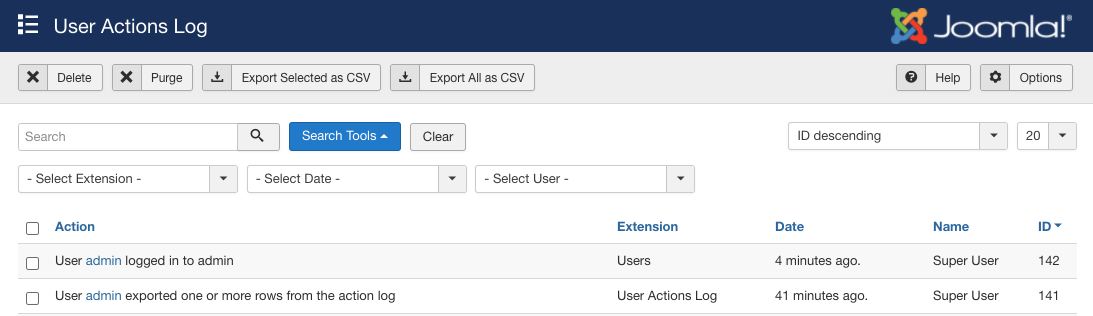 User Actions Log
Joomla!®
Delete Purge Export Selected as CSV Export All as CSV Help Options
Search Search Tools Clear ID descending 20
- Select Extension - - Select Date - - Select User -
Action Extension Date Name ID
User admin logged in to admin Users 4 minutes ago. Super User 142
User admin exported one or more rows from the action log User Actions Log 41 minutes ago. Super User 141